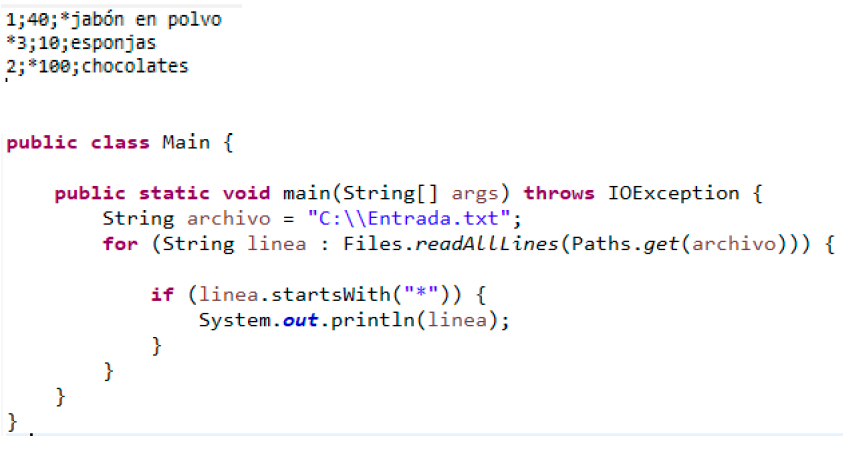 1;40;*jabón en polvo
*3;10;esponjas
2;*100;chocolates
public class Main {
public static void main(String[] args) throws IOException {
String archivo = "C:\\Entrada.txt";
for (String linea : Files.readAllLines(Paths.get(archivo))) {
if (linea.startsWith("*")) {
System.out.println(linea);
}
}
}
}